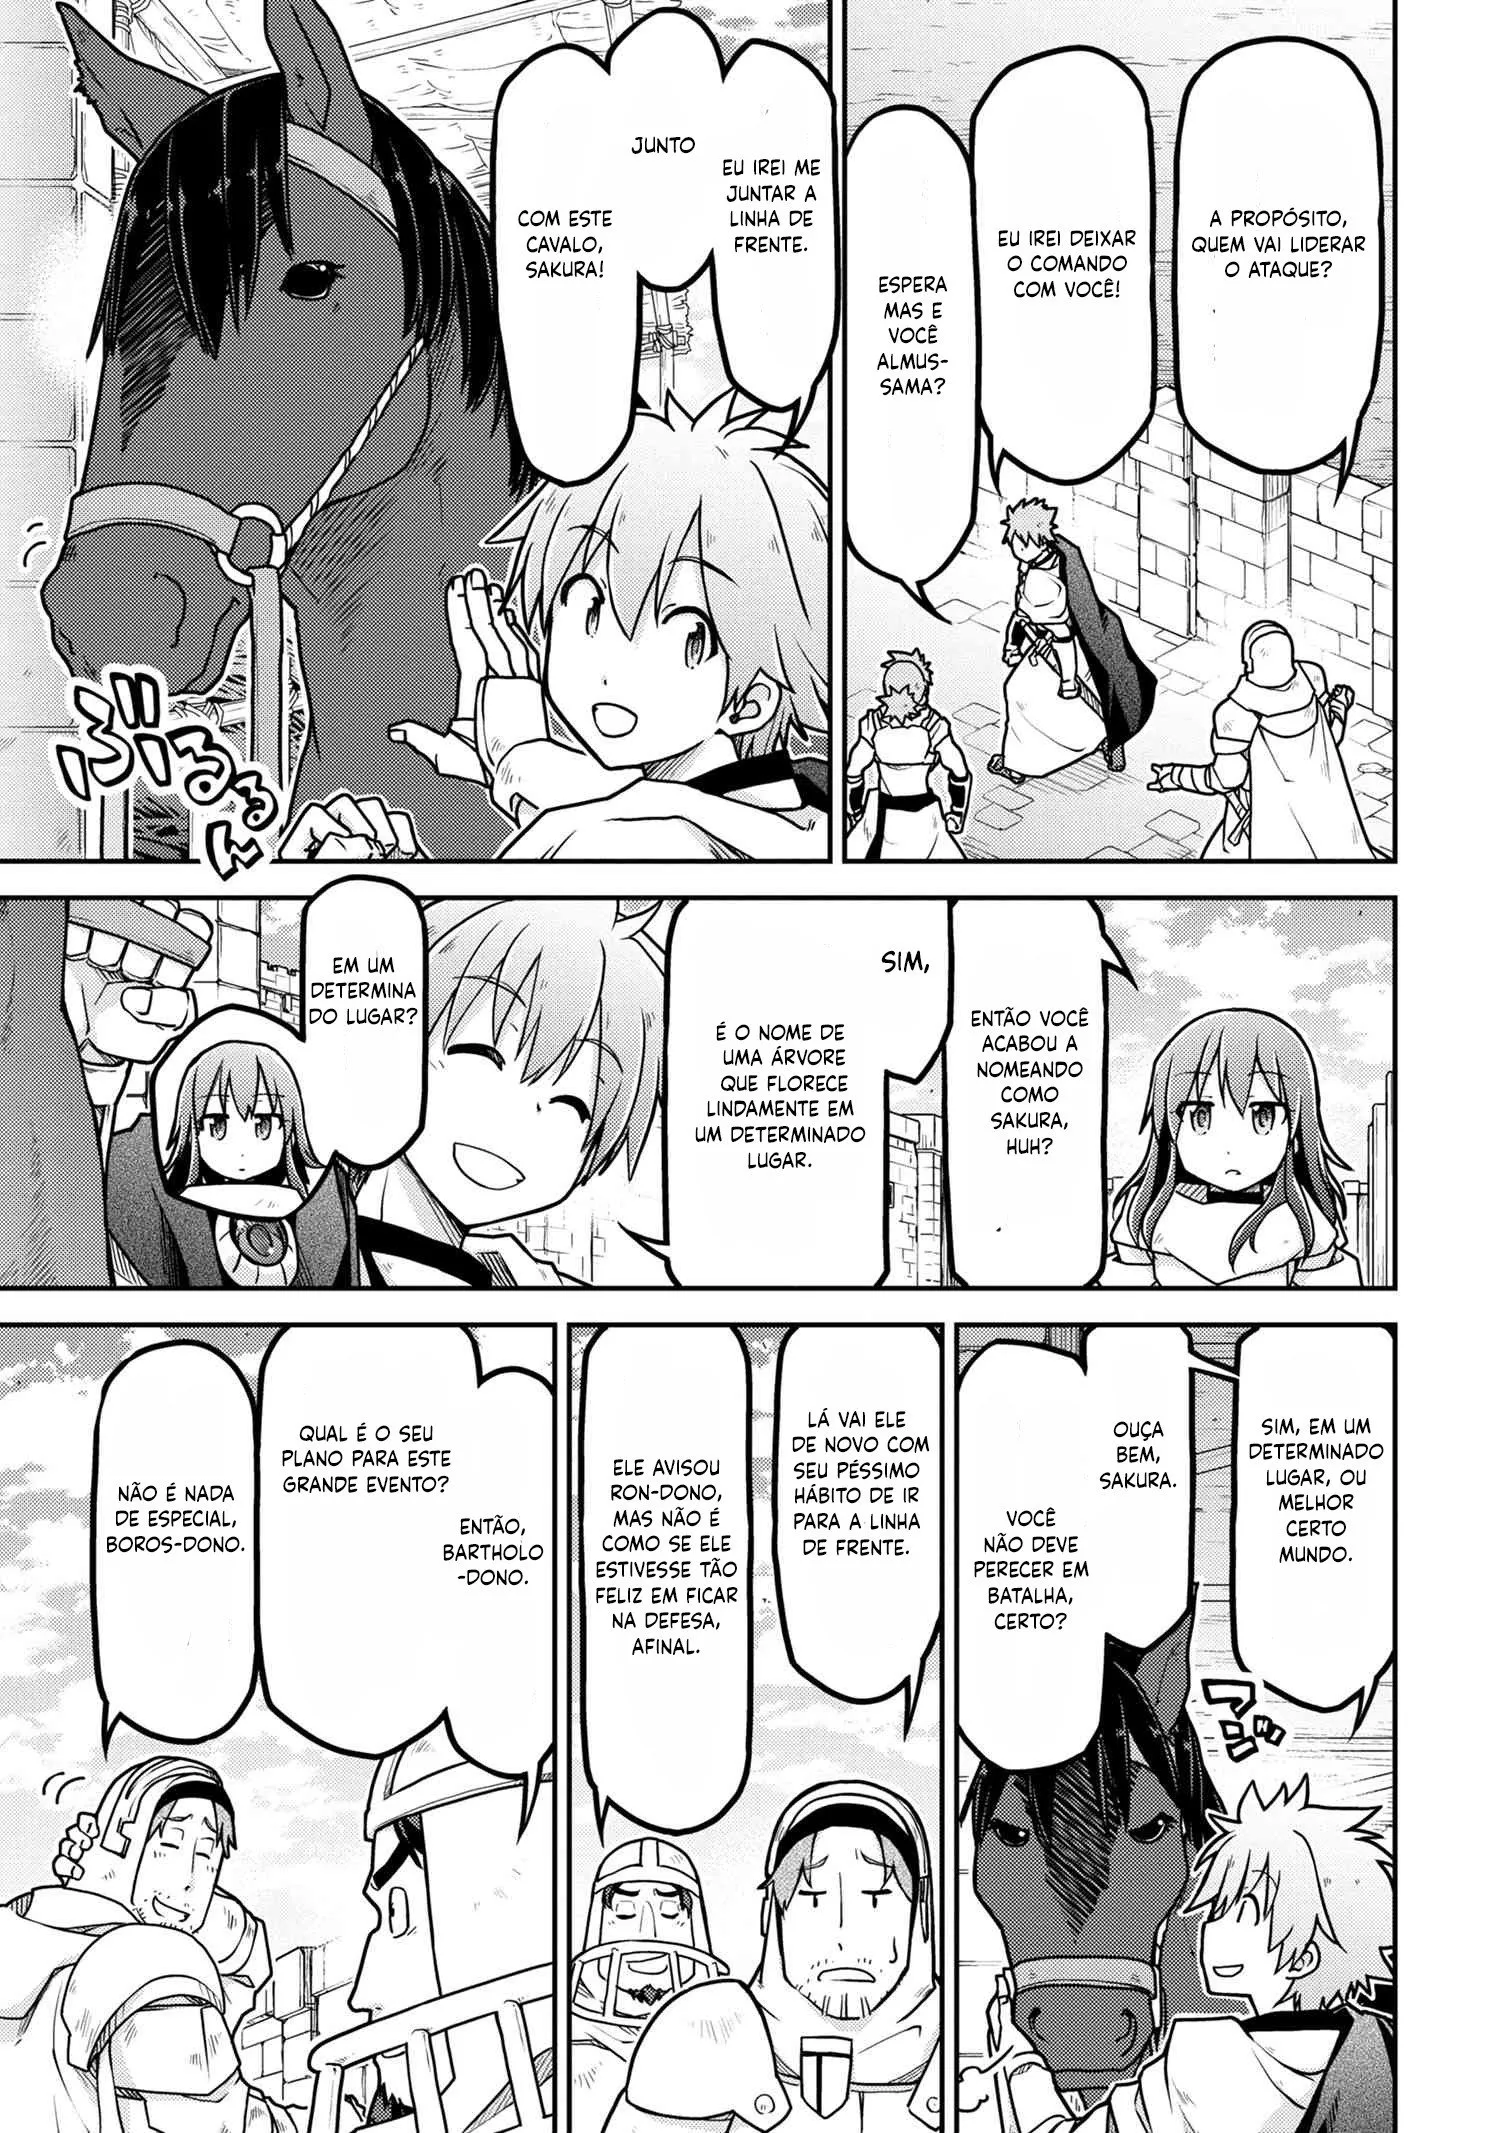 A PROPÓSITO,
QUEM VAI LIDERAR
O ATAQUE?
EU IREI DEIXAR
O COMANDO
COM VOCÊ!
ESPERA
MAS E
VOCÊ
ALMUS-
SAMA?
EU IREI ME
JUNTAR A
LINHA DE
FRENTE.
JUNTO
COM ESTE
CAVALO,
SAKURA!
ぶるるるん
ENTÃO VOCÊ
ACABOU A
NOMEANDO
COMO
SAKURA,
HUH?
SIM,
É O NOME DE
UMA ÁRVORE
QUE FLORECE
LINDAMENTE EM
UM DETERMINADO
LUGAR.
EM UM
DETERMINA
DO LUGAR?
SIM, EM UM
DETERMINADO
LUGAR, OU
MELHOR
CERTO
MUNDO.
OUÇA
BEM,
SAKURA.
VOCÊ
NÃO DEVE
PERECER EM
BATALHA,
CERTO?
LÁ VAI ELE
DE NOVO COM
SEU PÉSSIMO
HÁBITO DE IR
PARA A LINHA
DE FRENTE.
ELE AVISOU
RON-DONO,
MAS NÃO É
COMO SE ELE
ESTIVESSE TÃO
FELIZ EM FICAR
NA DEFESA,
AFINAL.
ENTÃO,
BARTHOLO
-DONO.
QUAL É O SEU
PLANO PARA ESTE
GRANDE EVENTO?
NÃO É NADA
DE ESPECIAL,
BOROS-DONO.